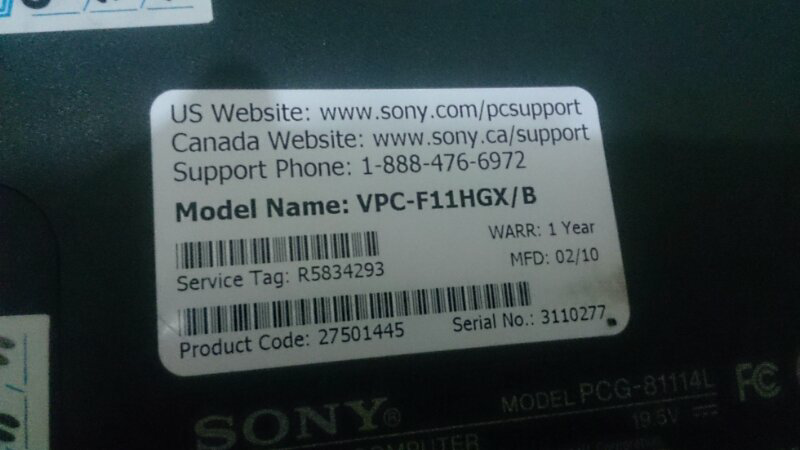 US Website: www.sony.com/pcsupport
Canada Website: www.sony.ca/support
Support Phone: 1-888-476-6972
Model Name: VPC-F11HGX/B
WARR: 1 Year
Service Tag: R5834293
MFD: 02/10
Product Code: 27501445
Serial No.: 3110277
SONY®
MODEL PCG-81114L
FC
COMPUTER
19.5V